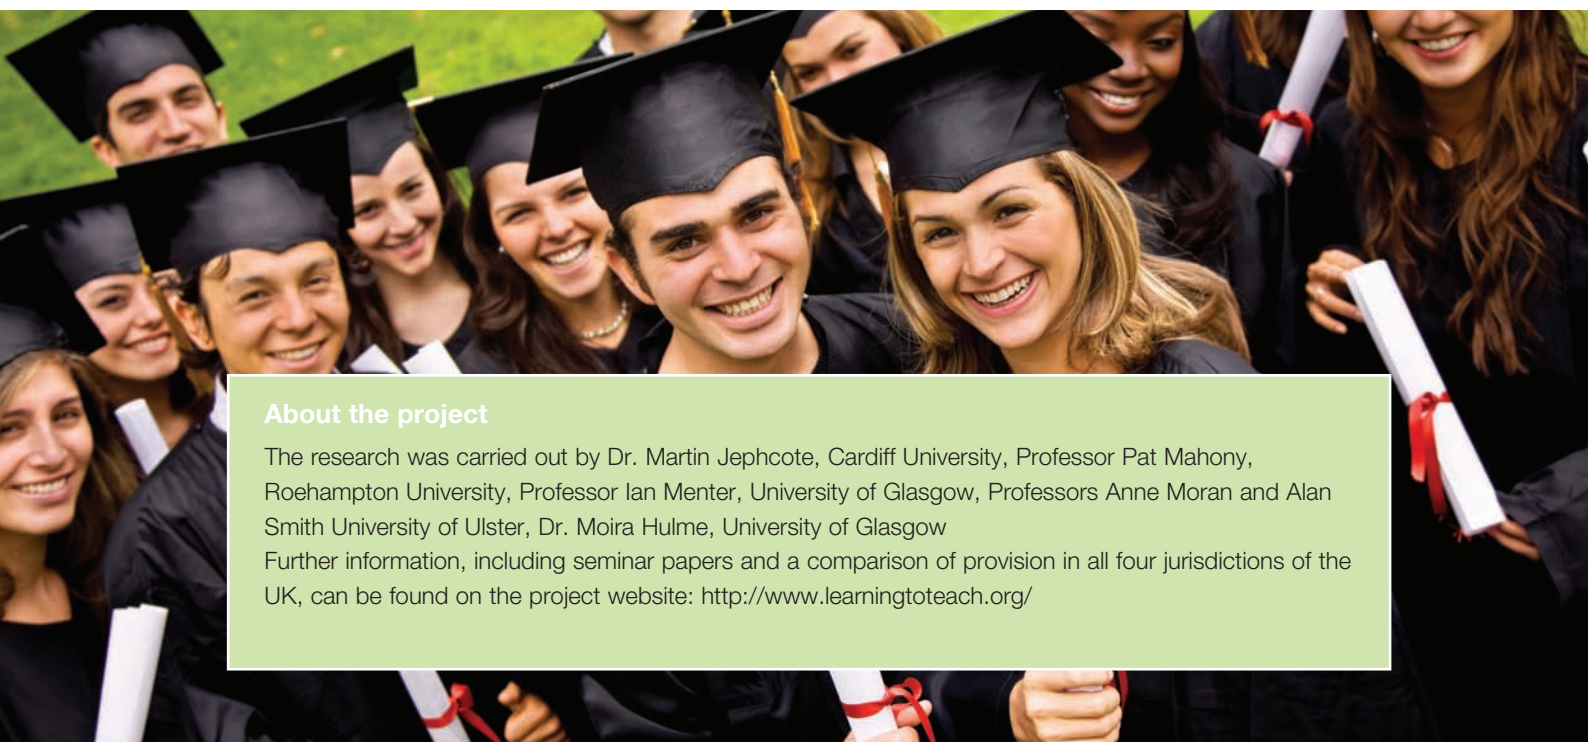 About the project
The research was carried out by Dr. Martin Jephcote, Cardiff University, Professor Pat Mahony,
Roehampton University, Professor Ian Menter, University of Glasgow, Professors Anne Moran and Alan
Smith University of Ulster, Dr. Moira Hulme, University of Glasgow
Further information, including seminar papers and a comparison of provision in all four jurisdictions of the
UK, can be found on the project website: http://www.learningtoteach.org/